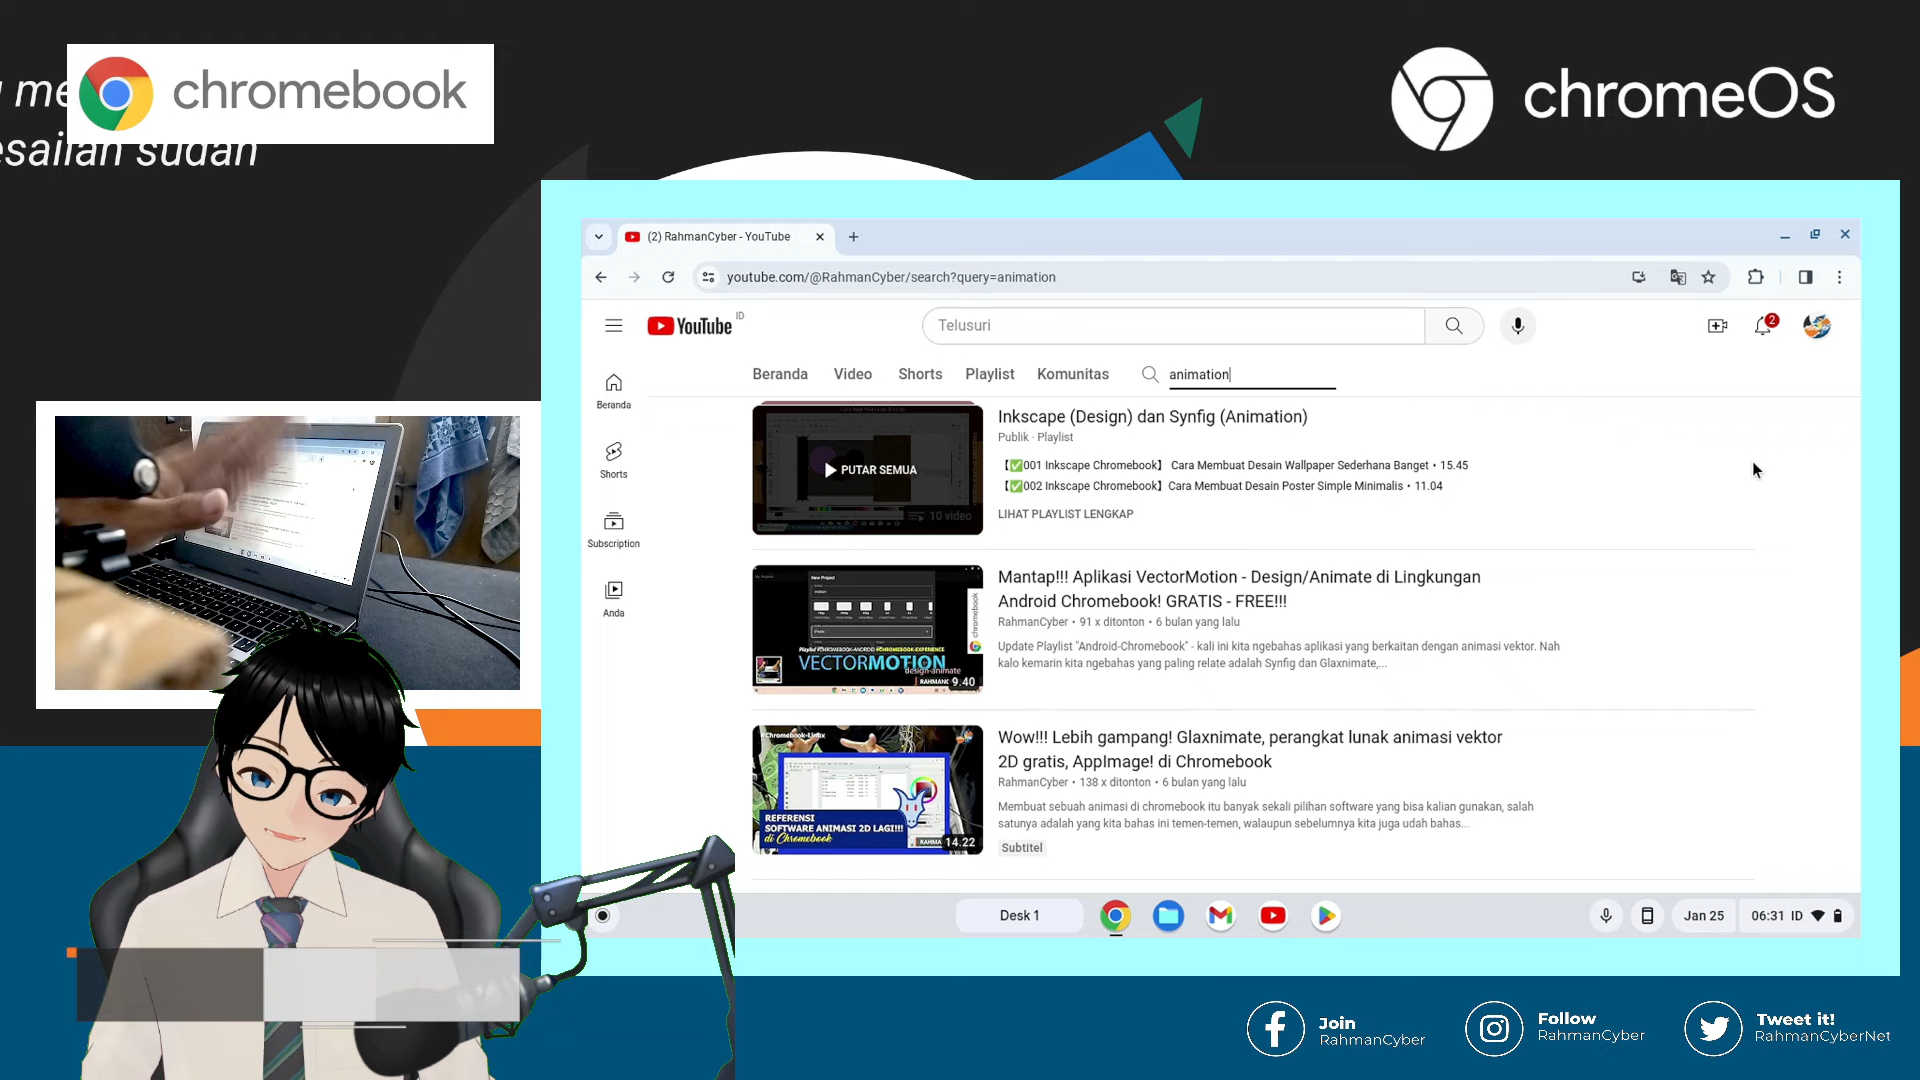 chromebook
sudah
chromeOS
(2) RahmanCyber - YouTube
youtube.com/@RahmanCyber/search?query=animation
YouTube ID
Telusuri
2
Beranda Video Shorts Playlist Komunitas animation
Beranda
Shorts
Subscription
Anda
PUTAR SEMUA
10 video
Inkscape (Design) dan Synfig (Animation)
Publik · Playlist
【✅001 Inkscape Chromebook】 Cara Membuat Desain Wallpaper Sederhana Banget • 15.45
【✅002 Inkscape Chromebook】Cara Membuat Desain Poster Simple Minimalis • 11.04
LIHAT PLAYLIST LENGKAP
New Project
chromebook
VECTORMOTION
design-animate
9.40
Mantap!!! Aplikasi VectorMotion - Design/Animate di Lingkungan
Android Chromebook! GRATIS - FREE!!!
RahmanCyber • 91 x ditonton • 6 bulan yang lalu
Update Playlist "Android-Chromebook" - kali ini kita ngebahas aplikasi yang berkaitan dengan animasi vektor. Nah
kalo kemarin kita ngebahas yang paling relate adalah Synfig dan Glaxnimate,...
#Chromebook-Linux
REFERENSI
SOFTWARE ANIMASI 2D LAGI!!!
di Chromebook
14.22
Wow!!! Lebih gampang! Glaxnimate, perangkat lunak animasi vektor
2D gratis, AppImage! di Chromebook
RahmanCyber • 138 x ditonton • 6 bulan yang lalu
Membuat sebuah animasi di chromebook itu banyak sekali pilihan software yang bisa kalian gunakan, salah
satunya adalah yang kita bahas ini temen-temen, walaupun sebelumnya kita juga udah bahas...
Subtitel
Desk 1
Jan 25
06:31 ID
Join
RahmanCyber
Follow
RahmanCyber
Tweet it!
RahmanCyberNet